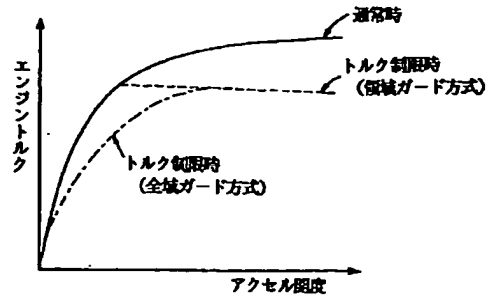 通常時
トルク制限時
(領域ガード方式)
エンジントルク
トルク制限時
(全域ガード方式)
アクセル開度